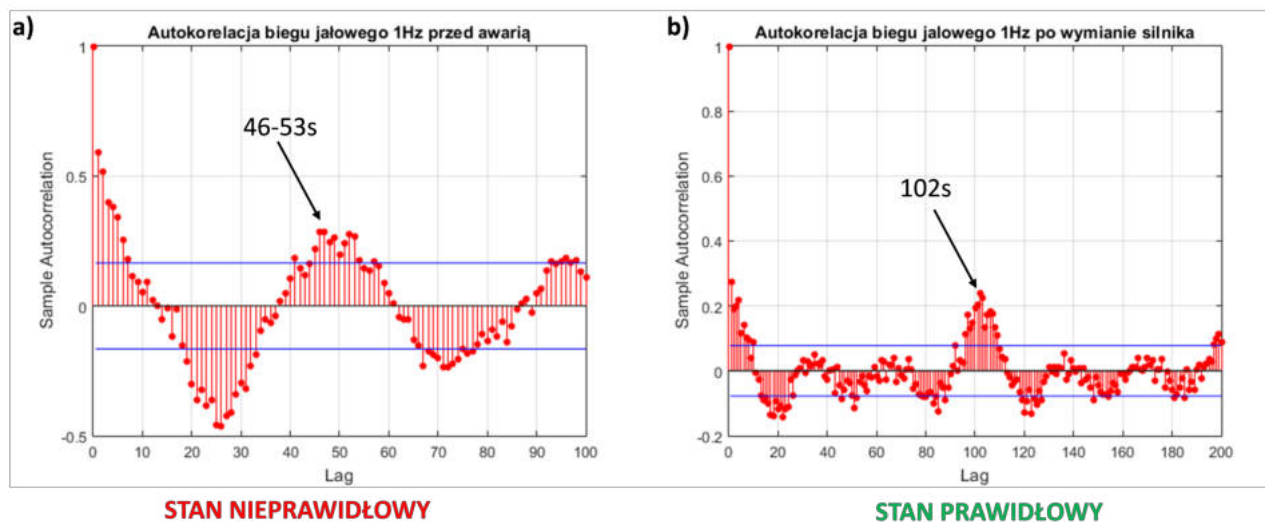 a)
Autokorelacja biegu jałowego 1Hz przed awarią
1
0.5
0
-0.5
Sample Autocorrelation
46-53s
0 10 20 30 40 50 60 70 80 90 100
Lag
STAN NIEPRAWIDŁOWY
b)
Autokorelacja biegu jalowego 1Hz po wymianie silnika
1
0.8
0.6
0.4
0.2
0
-0.2
Sample Autocorrelation
102s
0 20 40 60 80 100 120 140 160 180 200
Lag
STAN PRAWIDŁOWY